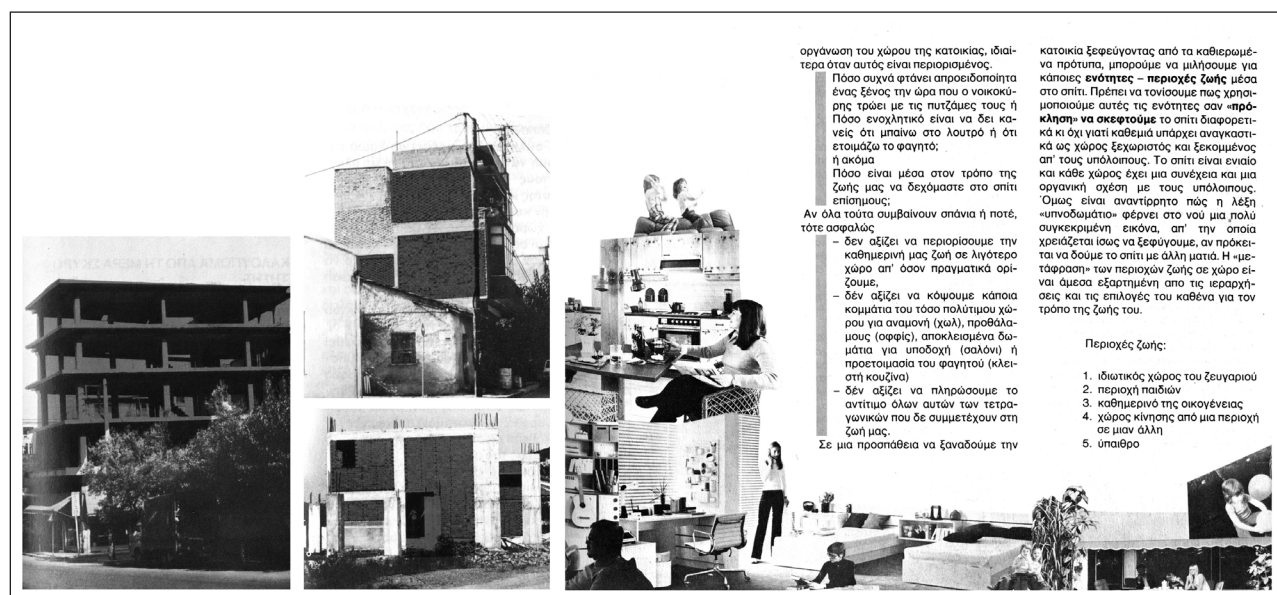 οργάνωση του χώρου της κατοικίας, ιδιαί-
τερα όταν αυτός είναι περιορισμένος.
Πόσο συχνά φτάνει απροειδοποίητα
ένας ξένος την ώρα που ο νοικοκύ-
ρης τρώει με τις πυτζάμες τους ή
Πόσο ενοχλητικό είναι να δει κα-
νείς ότι μπαίνω στο λουτρό ή ότι
ετοιμάζω το φαγητό;
ή ακόμα
Πόσο είναι μέσα στον τρόπο της
ζωής μας να δεχόμαστε στο σπίτι
επίσημους;
Αν όλα τούτα συμβαίνουν σπάνια ή ποτέ,
τότε ασφαλώς
– δεν αξίζει να περιορίσουμε την
καθημερινή μας ζωή σε λιγότερο
χώρο απ' όσον πραγματικά ορί-
ζουμε,
– δέν αξίζει να κόψουμε κάποια
κομμάτια του τόσο πολύτιμου χώ-
ρου για αναμονή (χωλ), προθάλα-
μους (οφφίς), αποκλεισμένα δω-
μάτια για υποδοχή (σαλόνι) ή
προετοιμασία του φαγητού (κλει-
στή κουζίνα)
– δέν αξίζει να πληρώσουμε το
αντίτιμο όλων αυτών των τετρα-
γωνικών που δε συμμετέχουν στη
ζωή μας.
Σε μια προσπάθεια να ξαναδούμε την
κατοικία ξεφεύγοντας από τα καθιερωμέ-
να πρότυπα, μπορούμε να μιλήσουμε για
κάποιες ενότητες – περιοχές ζωής μέσα
στο σπίτι. Πρέπει να τονίσουμε πως χρησι-
μοποιούμε αυτές τις ενότητες σαν «πρό-
κληση» να σκεφτούμε το σπίτι διαφορετι-
κά κι όχι γιατί καθεμιά υπάρχει αναγκαστι-
κά ως χώρος ξεχωριστός και ξεκομμένος
απ' τους υπόλοιπους. Το σπίτι είναι ενιαίο
και κάθε χώρος έχει μια συνέχεια και μια
οργανική σχέση με τους υπόλοιπους.
Όμως είναι αναντίρρητο πώς η λέξη
«υπνοδωμάτιο» φέρνει στο νού μια πολύ
συγκεκριμένη εικόνα, απ' την οποία
χρειάζεται ίσως να ξεφύγουμε, αν πρόκει-
ται να δούμε το σπίτι με άλλη ματιά. Η «με-
τάφραση» των περιοχών ζωής σε χώρο εί-
ναι άμεσα εξαρτημένη απο τις ιεραρχή-
σεις και τις επιλογές του καθένα για τον
τρόπο της ζωής του.
Περιοχές ζωής:
1. ιδιωτικός χώρος του ζευγαριού
2. περιοχή παιδιών
3. καθημερινό της οικογένειας
4. χώρος κίνησης από μια περιοχή
σε μιαν άλλη
5. ύπαιθρο